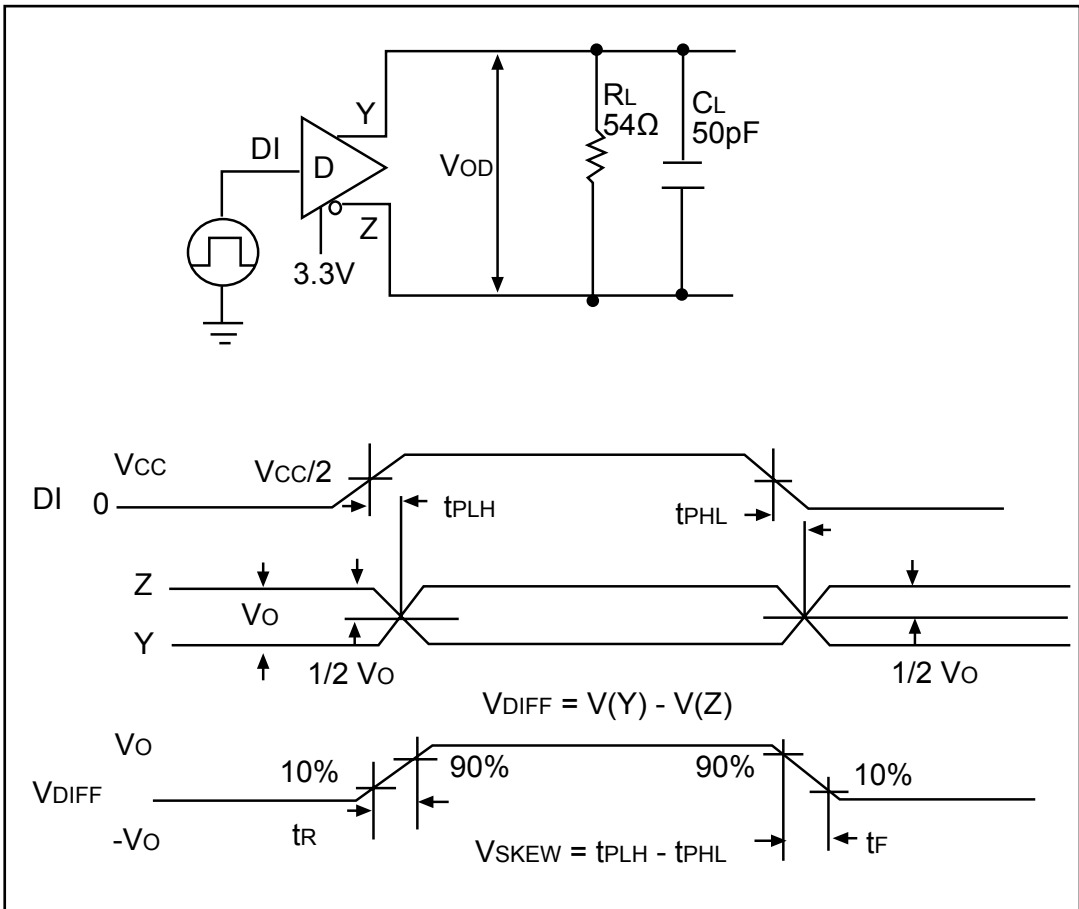 Y
RL
54Ω
CL
50pF
DI
D
VOD
Z
3.3V
VCC
VCC/2
DI 0
tPLH
tPHL
Z
VO
Y
1/2 VO
1/2 VO
VDIFF = V(Y) - V(Z)
VO
10%
90%
90%
10%
VDIFF
-VO
tR
VSKEW = tPLH - tPHL
tF